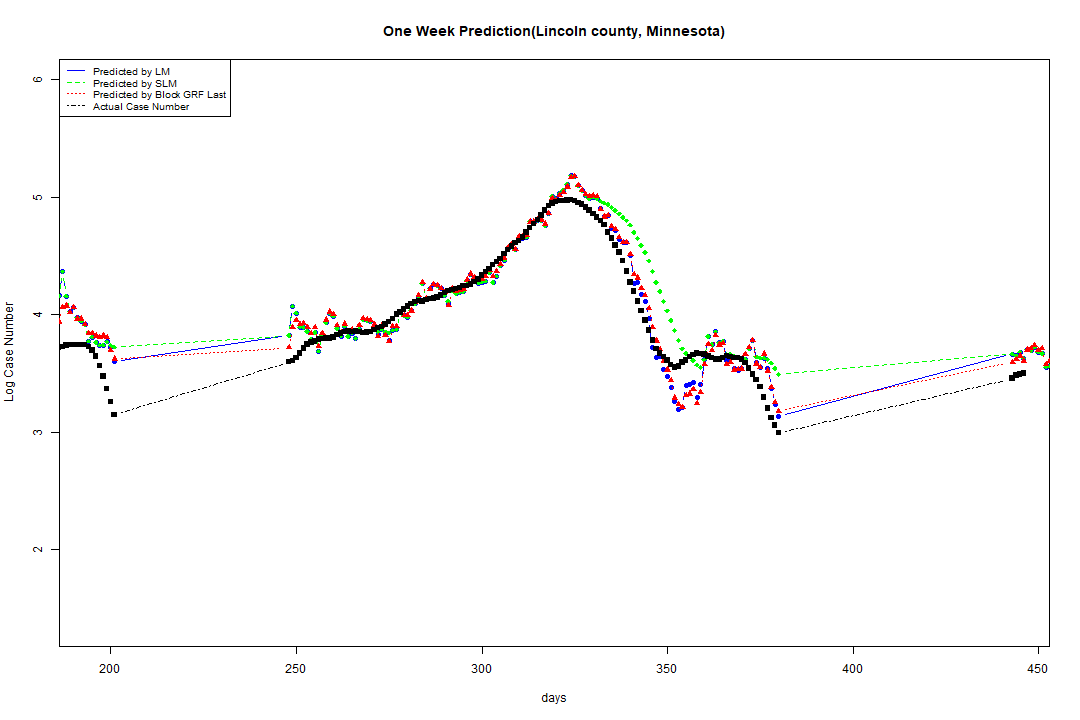 One Week Prediction(Lincoln county, Minnesota)
Predicted by LM
Predicted by SLM
Predicted by Block GRF Last
Actual Case Number
Log Case Number
6
5
4
3
2
200 250 300 350 400 450
days